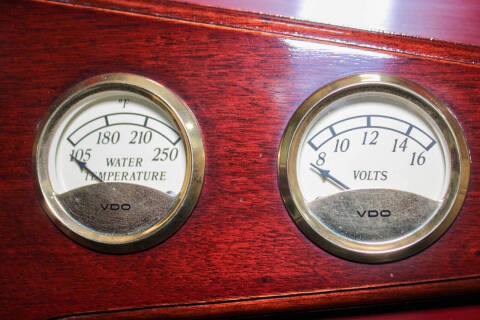 °F
105 180 210 250
WATER
TEMPERATURE
VDO
8 10 12 14 16
VOLTS
VDO